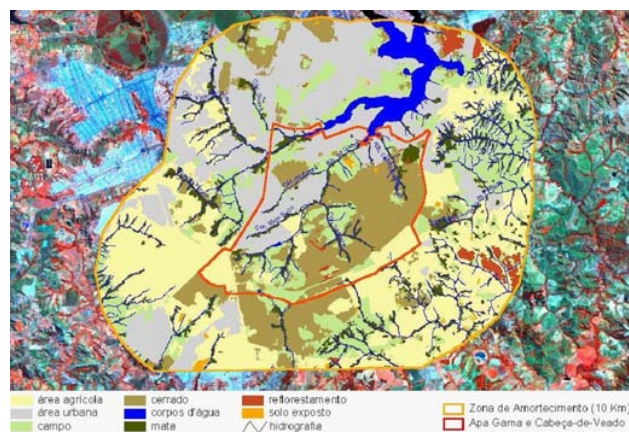 área agrícola
cerrado
reflorestamento
Zona de Amortecimento (10 Km)
área urbana
corpos d'água
solo exposto
Apa Gama e Cabeça-de-Veado
campo
mata
hidrografia